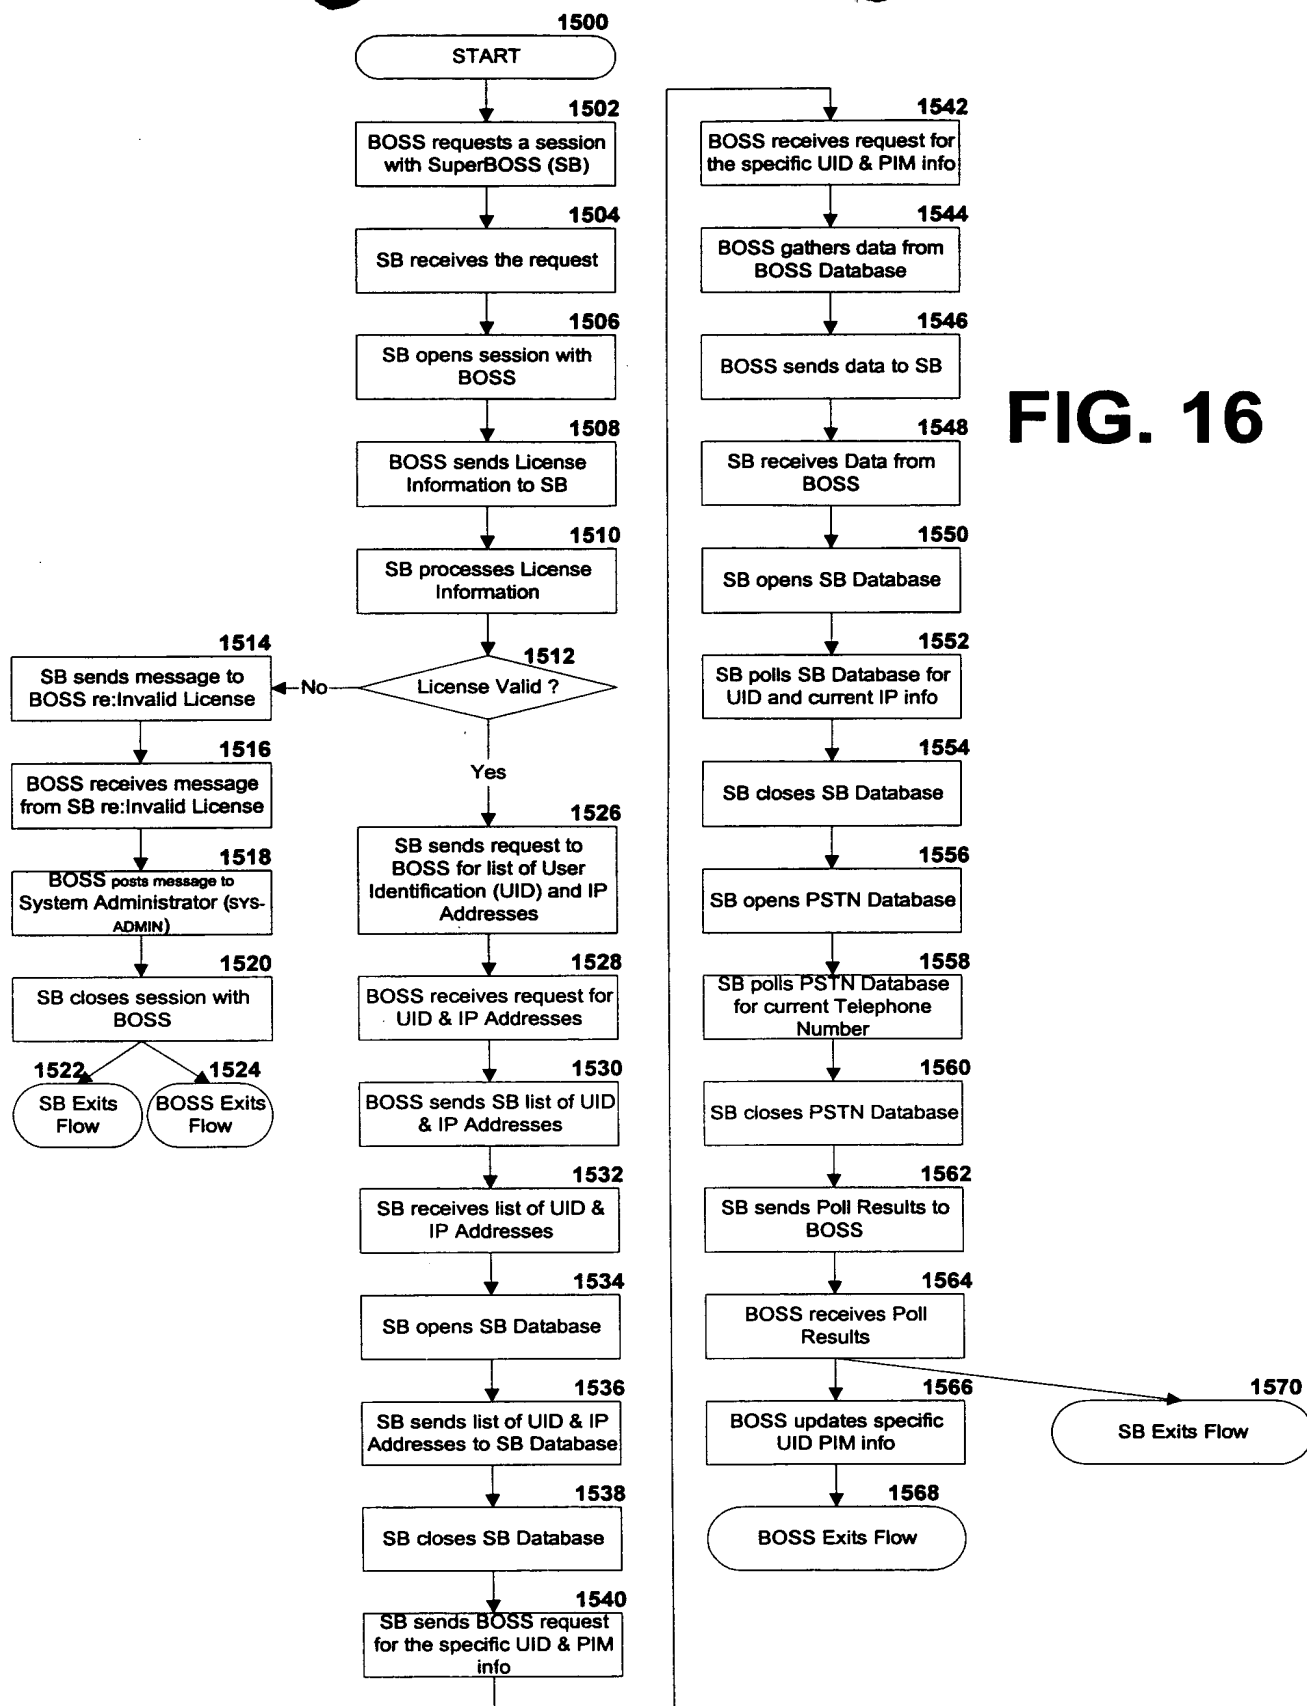 1500
START
1502
BOSS requests a session
with SuperBOSS (SB)
1504
SB receives the request
1506
SB opens session with
BOSS
1508
BOSS sends License
Information to SB
1510
SB processes License
Information
1512
License Valid ?
No
Yes
1514
SB sends message to
BOSS re:Invalid License
1516
BOSS receives message
from SB re:Invalid License
1518
BOSS posts message to
System Administrator (SYS-
ADMIN)
1520
SB closes session with
BOSS
1522
SB Exits
Flow
1524
BOSS Exits
Flow
1526
SB sends request to
BOSS for list of User
Identification (UID) and IP
Addresses
1528
BOSS receives request for
UID & IP Addresses
1530
BOSS sends SB list of UID
& IP Addresses
1532
SB receives list of UID &
IP Addresses
1534
SB opens SB Database
1536
SB sends list of UID & IP
Addresses to SB Database
1538
SB closes SB Database
1540
SB sends BOSS request
for the specific UID & PIM
info
1542
BOSS receives request for
the specific UID & PIM info
1544
BOSS gathers data from
BOSS Database
1546
BOSS sends data to SB
1548
SB receives Data from
BOSS
1550
SB opens SB Database
1552
SB polls SB Database for
UID and current IP info
1554
SB closes SB Database
1556
SB opens PSTN Database
1558
SB polls PSTN Database
for current Telephone
Number
1560
SB closes PSTN Database
1562
SB sends Poll Results to
BOSS
1564
BOSS receives Poll
Results
1566
BOSS updates specific
UID PIM info
1568
BOSS Exits Flow
1570
SB Exits Flow
FIG. 16